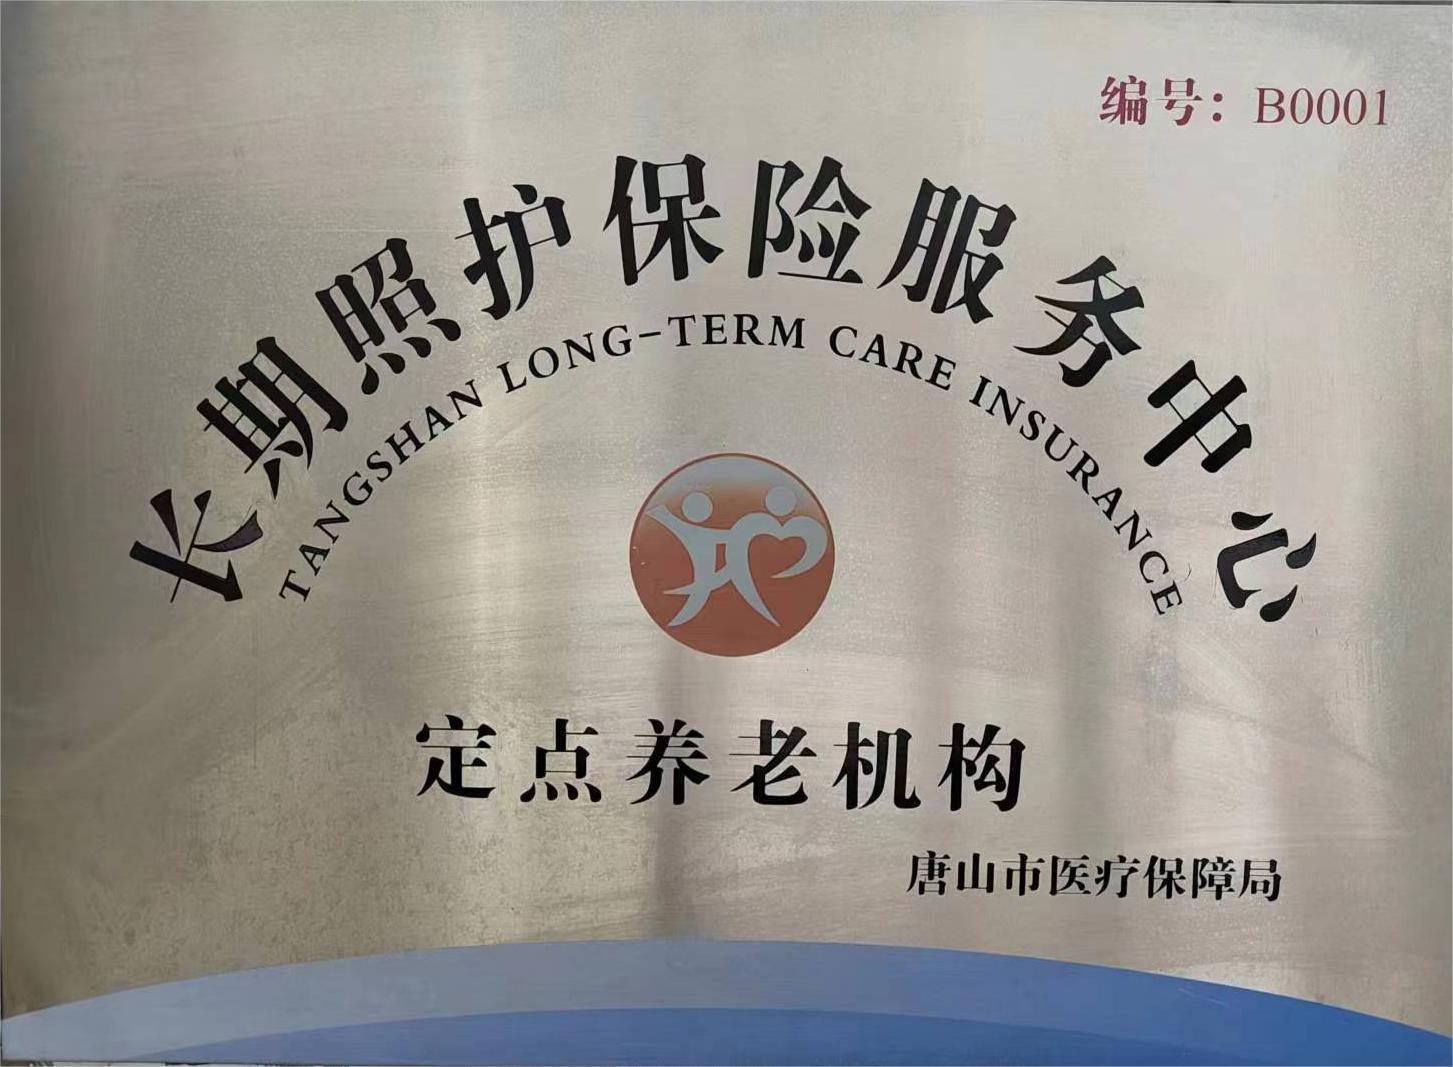 编号：B0001
长期照护保险服务中心
TANGSHAN LONG-TERM CARE INSURANCE
定点养老机构
唐山市医疗保障局